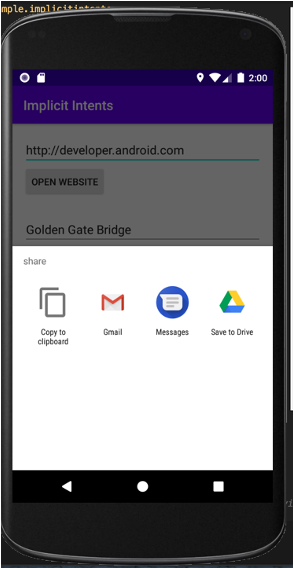 mple.implicitintents
2:00
Implicit Intents
http://developer.android.com
OPEN WEBSITE
Golden Gate Bridge
share
Copy to
clipboard
Gmail
Messages
Save to Drive